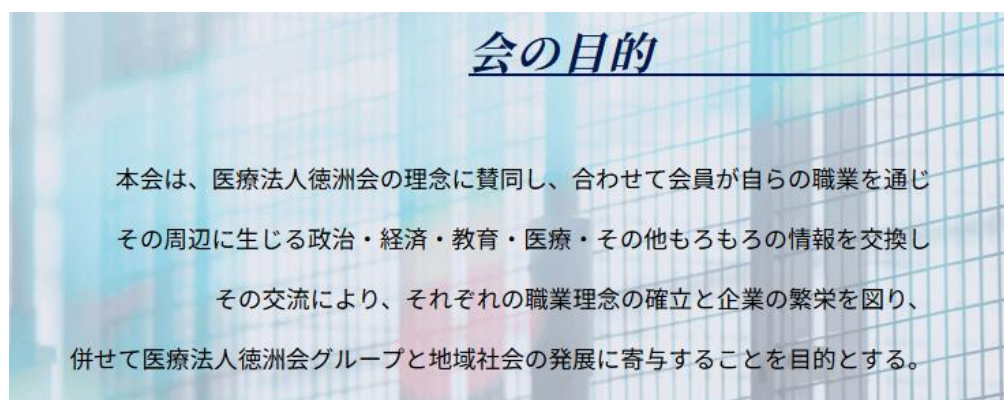 会の目的
本会は、医療法人徳洲会の理念に賛同し、合わせて会員が自らの職業を通じ
その周辺に生じる政治・経済・教育・医療・その他もろもろの情報を交換し
その交流により、それぞれの職業理念の確立と企業の繁栄を図り、
併せて医療法人徳洲会グループと地域社会の発展に寄与することを目的とする。